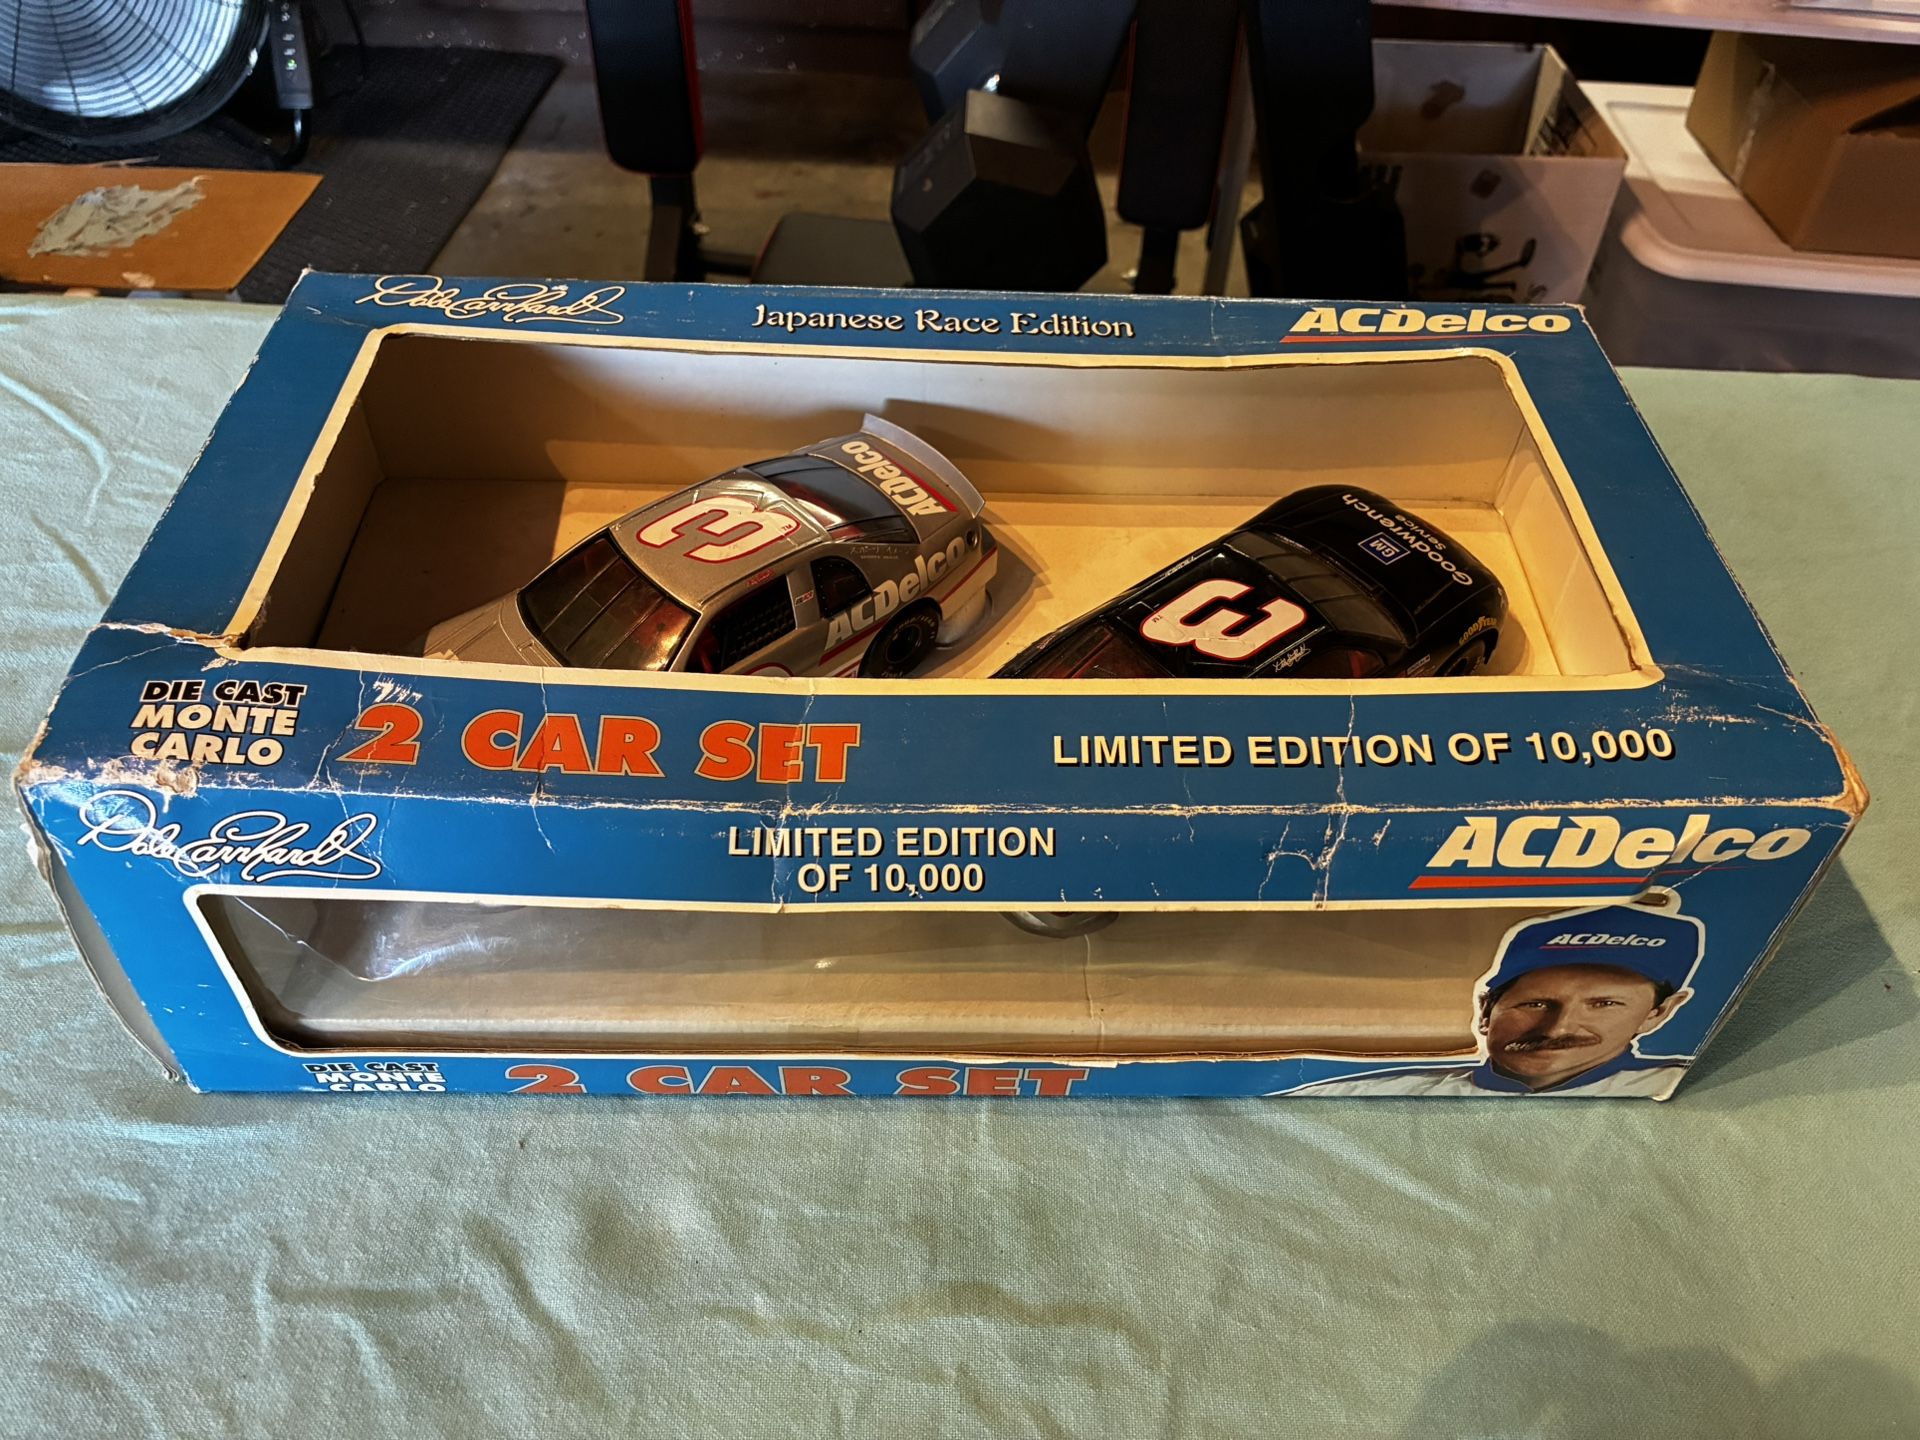 Dale Earnhardt
Japanese Race Edition
ACDelco
ACDelco
3
ACDelco
Goodwrench
Service
GM
3
GOODYEAR
DIE CAST
MONTE
CARLO
2 CAR SET
LIMITED EDITION OF 10,000
Dale Earnhardt
LIMITED EDITION
OF 10,000
ACDelco
ACDelco
DIE CAST
MONTE
CARLO
2 CAR SET